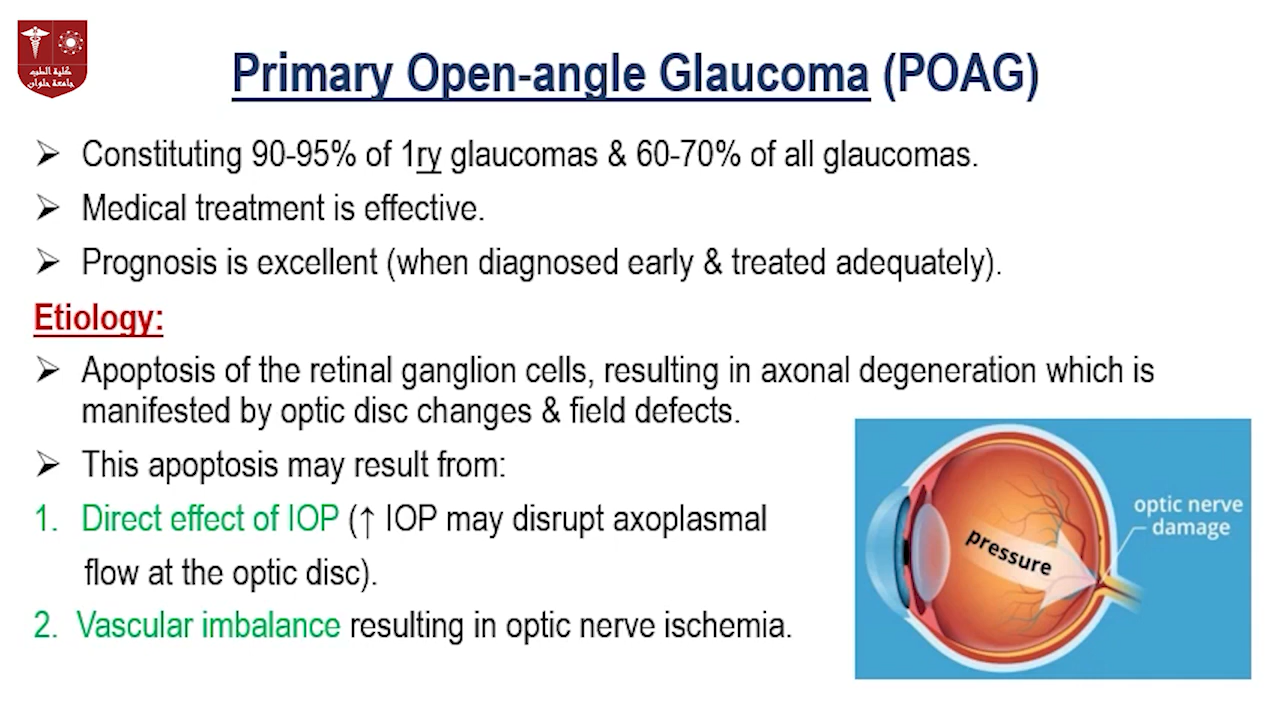 كلية الطب
جامعة حلوان
Primary Open-angle Glaucoma (POAG)
➢ Constituting 90-95% of 1ry glaucomas & 60-70% of all glaucomas.
➢ Medical treatment is effective.
➢ Prognosis is excellent (when diagnosed early & treated adequately).
Etiology:
➢ Apoptosis of the retinal ganglion cells, resulting in axonal degeneration which is
manifested by optic disc changes & field defects.
➢ This apoptosis may result from:
1. Direct effect of IOP (↑ IOP may disrupt axoplasmal
flow at the optic disc).
2. Vascular imbalance resulting in optic nerve ischemia.
optic nerve
damage
pressure